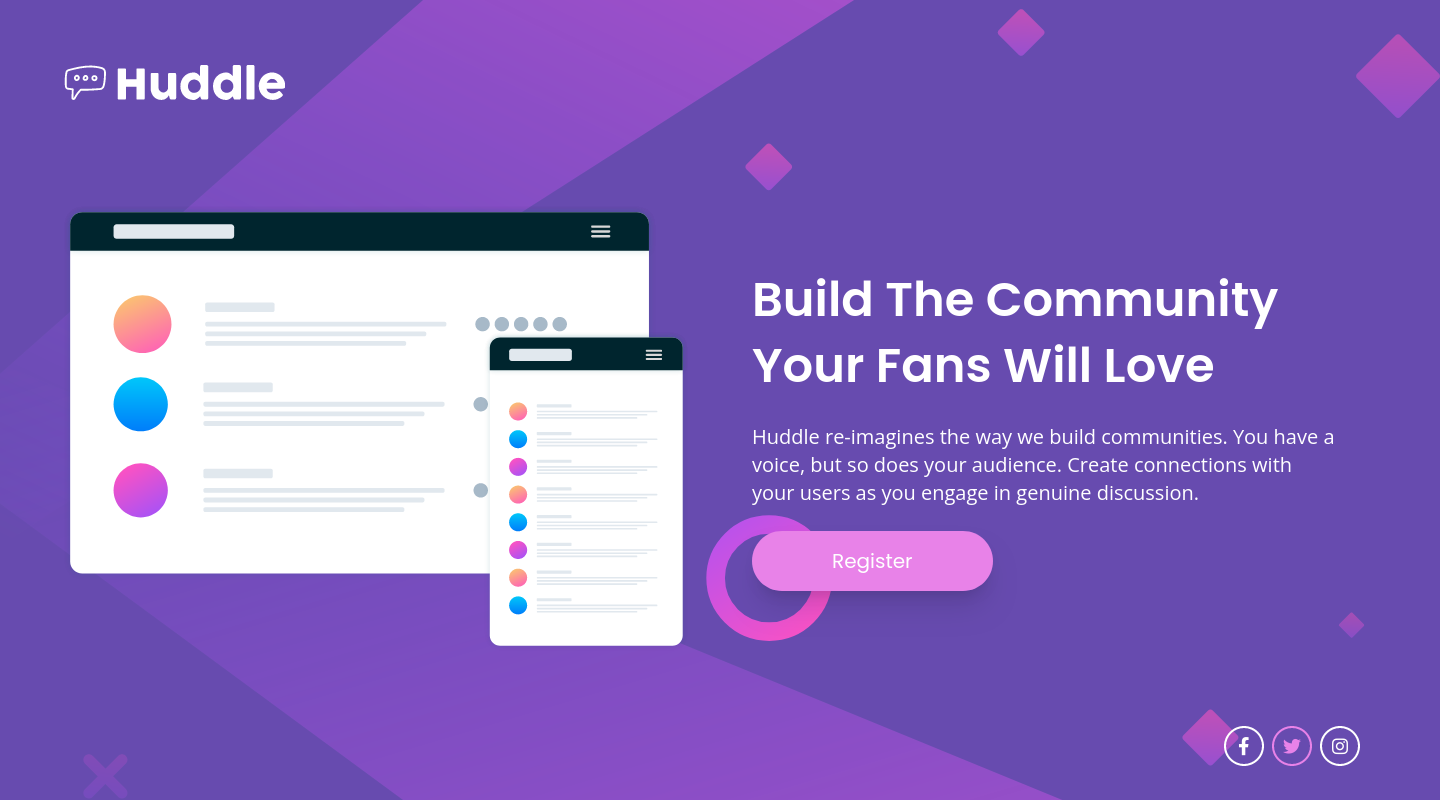 Huddle
Build The Community
Your Fans Will Love
Huddle re-imagines the way we build communities. You have a
voice, but so does your audience. Create connections with
your users as you engage in genuine discussion.
Register